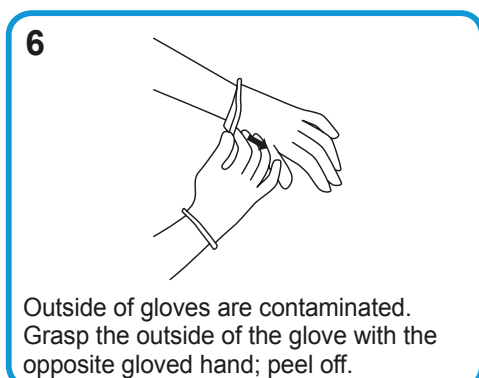 6
Outside of gloves are contaminated.
Grasp the outside of the glove with the
opposite gloved hand; peel off.